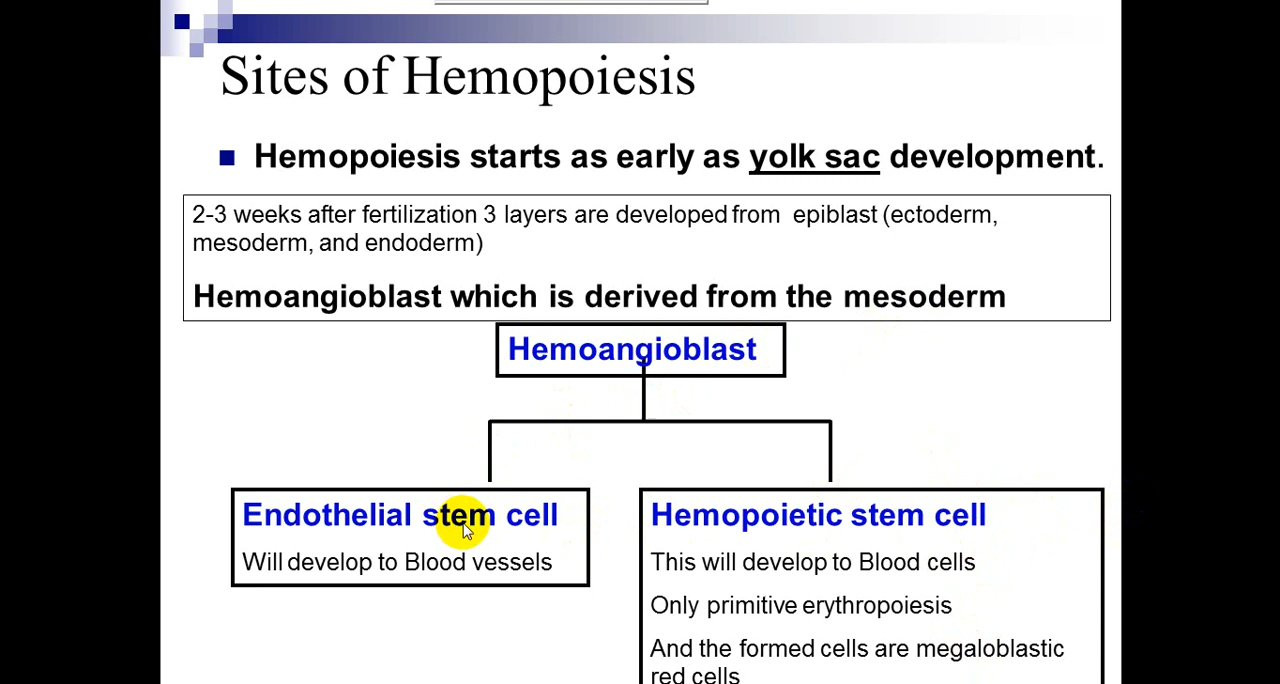 Sites of Hemopoiesis
Hemopoiesis starts as early as yolk sac development.
2-3 weeks after fertilization 3 layers are developed from epiblast (ectoderm,
mesoderm, and endoderm)
Hemoangioblast which is derived from the mesoderm
Hemoangioblast
Endothelial stem cell
Will develop to Blood vessels
Hemopoietic stem cell
This will develop to Blood cells
Only primitive erythropoiesis
And the formed cells are megaloblastic
red cells